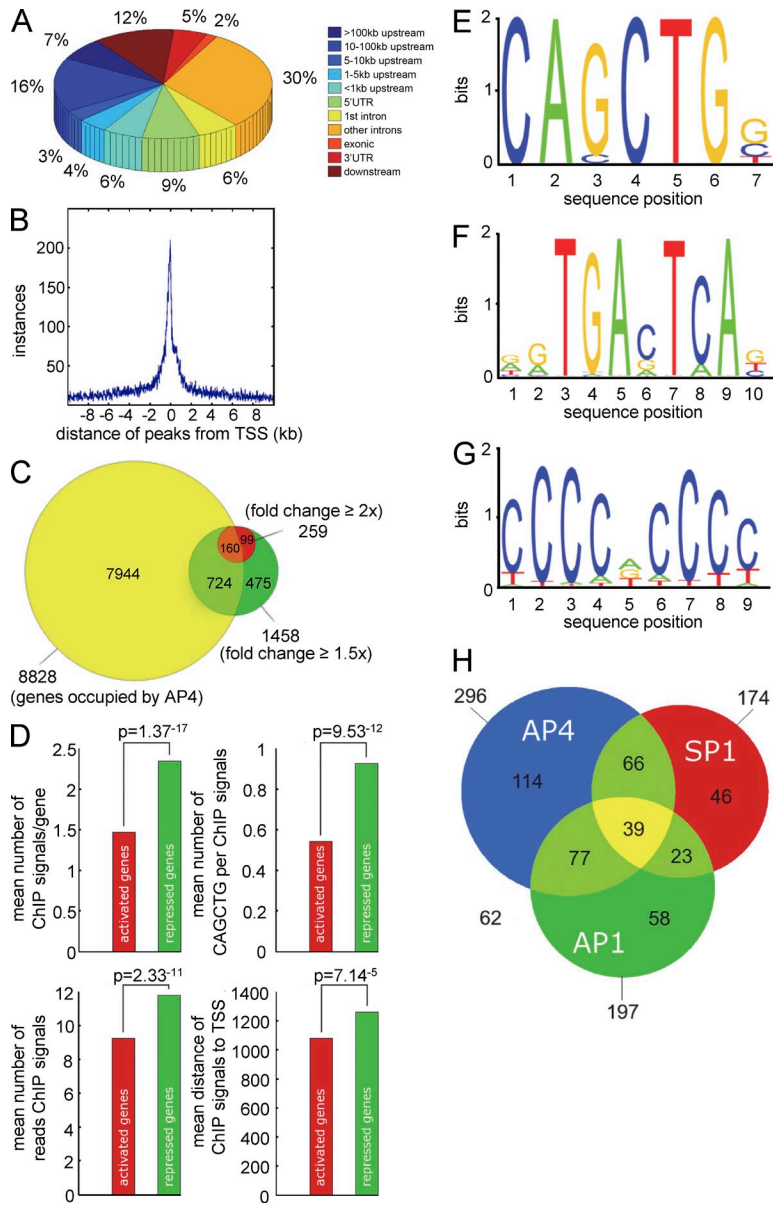 A
12%
5%
2%
7%
30%
16%
3%
4%
6%
9%
6%
>100kb upstream
10-100kb upstream
5-10kb upstream
1-5kb upstream
<1kb upstream
5'UTR
1st intron
other introns
exonic
3'UTR
downstream
B
instances
200
150
100
50
-8 -6 -4 -2 0 2 4 6 8
distance of peaks from TSS (kb)
C
(fold change ≥ 2x)
259
99
160
7944
724
475
1458
(fold change ≥ 1.5x)
8828
(genes occupied by AP4)
D
p=1.37-17
mean number of
ChIP signals/gene
2.5
2
1.5
1
0.5
0
activated genes
repressed genes
p=9.53-12
mean number of
CAGCTG per ChIP signals
1
0.8
0.6
0.4
0.2
0
activated genes
repressed genes
p=2.33-11
mean number of
reads ChIP signals
12
10
8
6
4
2
0
activated genes
repressed genes
p=7.14-5
mean distance of
ChIP signals to TSS
1400
1200
1000
800
600
400
200
0
activated genes
repressed genes
E
bits
2
1
0
CAGCTGG
C C
T
1 2 3 4 5 6 7
sequence position
F
bits
2
1
0
GGTGACTCAG
A A G A T
T A C
1 2 3 4 5 6 7 8 9 10
sequence position
G
bits
2
1
0
CCCCACCCC
T T A A G A T T T
T
1 2 3 4 5 6 7 8 9
sequence position
H
296
174
AP4
SP1
66
114
46
39
77
23
62
58
AP1
197